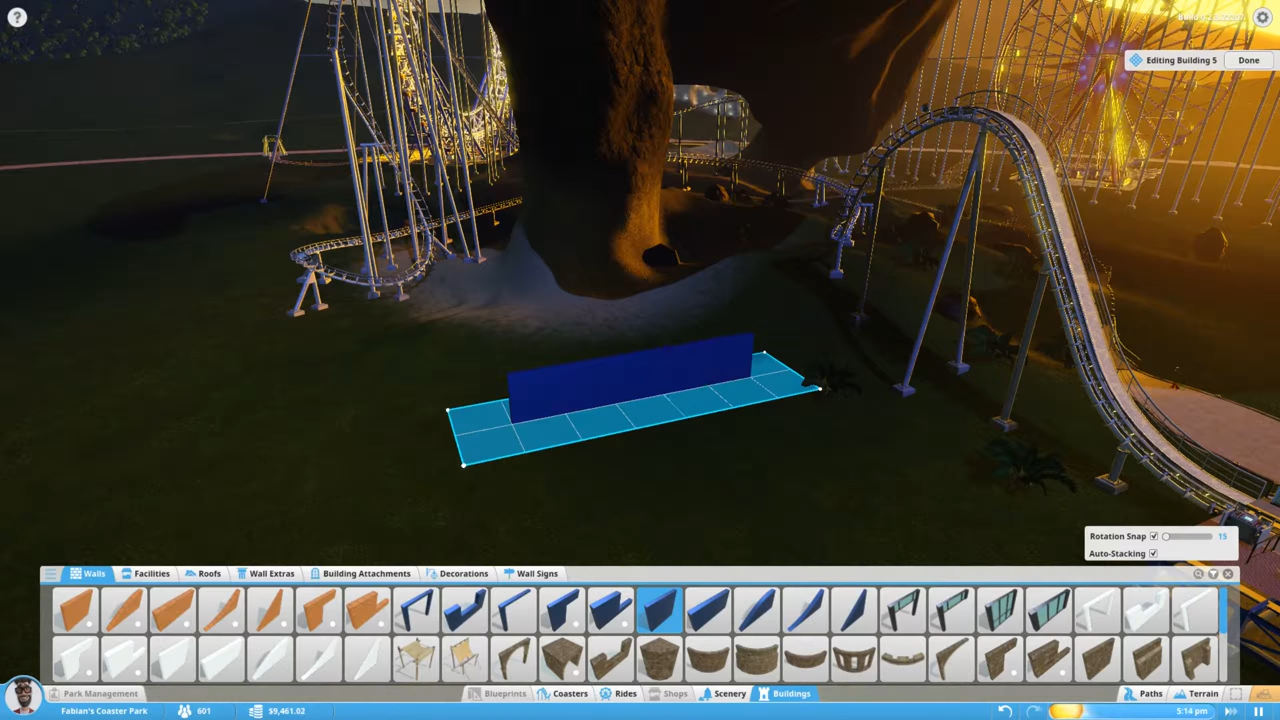 ?
Editing Building 5 Done
Rotation Snap 15
Auto-Stacking
Walls Facilities Roofs Wall Extras Building Attachments Decorations Wall Signs
Park Management Blueprints Coasters Rides Shops Scenery Buildings Paths Terrain
Fabian's Coaster Park 601 $9,461.02 5:14 pm